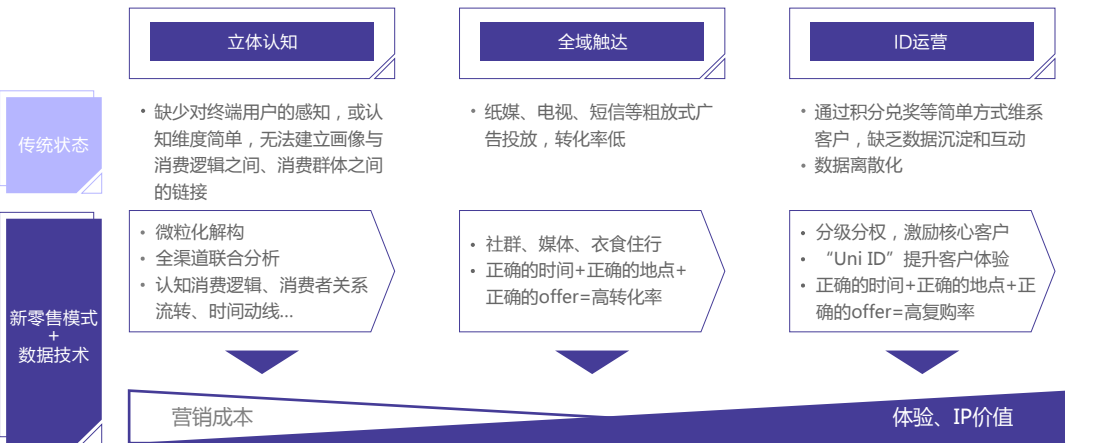 立体认知
全域触达
ID运营
传统状态
• 缺少对终端用户的感知，或认
知维度简单，无法建立画像与
消费逻辑之间、消费群体之间
的链接
• 纸媒、电视、短信等粗放式广
告投放，转化率低
• 通过积分兑奖等简单方式维系
客户，缺乏数据沉淀和互动
• 数据离散化
新零售模式
+
数据技术
• 微粒化解构
• 全渠道联合分析
• 认知消费逻辑、消费者关系
流转、时间动线...
• 社群、媒体、衣食住行
• 正确的时间+正确的地点+
正确的offer=高转化率
• 分级分权，激励核心客户
• “Uni ID”提升客户体验
• 正确的时间+正确的地点+正
确的offer=高复购率
营销成本
体验、IP价值